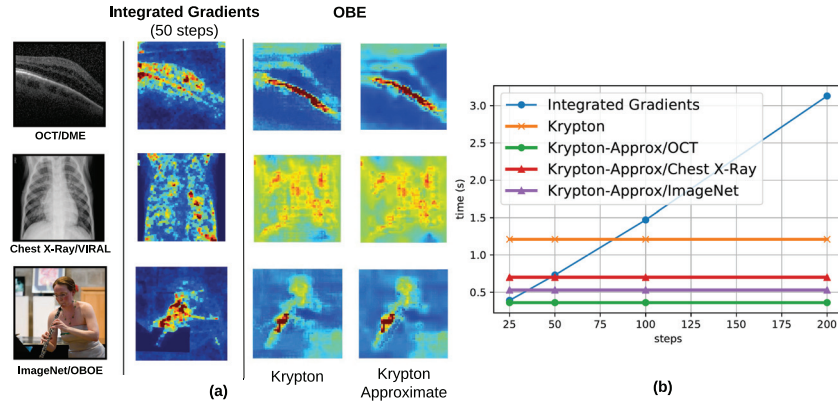 Integrated Gradients
(50 steps)
OBE
OCT/DME
Chest X-Ray/VIRAL
ImageNet/OBOE
Krypton
Krypton
Approximate
(a)
Integrated Gradients
Krypton
Krypton-Approx/OCT
Krypton-Approx/Chest X-Ray
Krypton-Approx/ImageNet
time (s)
3.0
2.5
2.0
1.5
1.0
0.5
25
50
75
100
125
150
175
200
steps
(b)